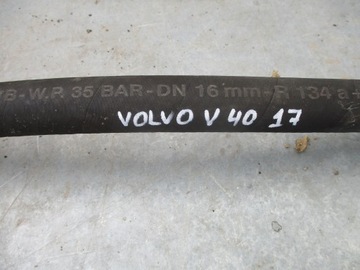 -W.P. 35 BAR-DN 16 mm-R 134 a
VOLVO V 40 17